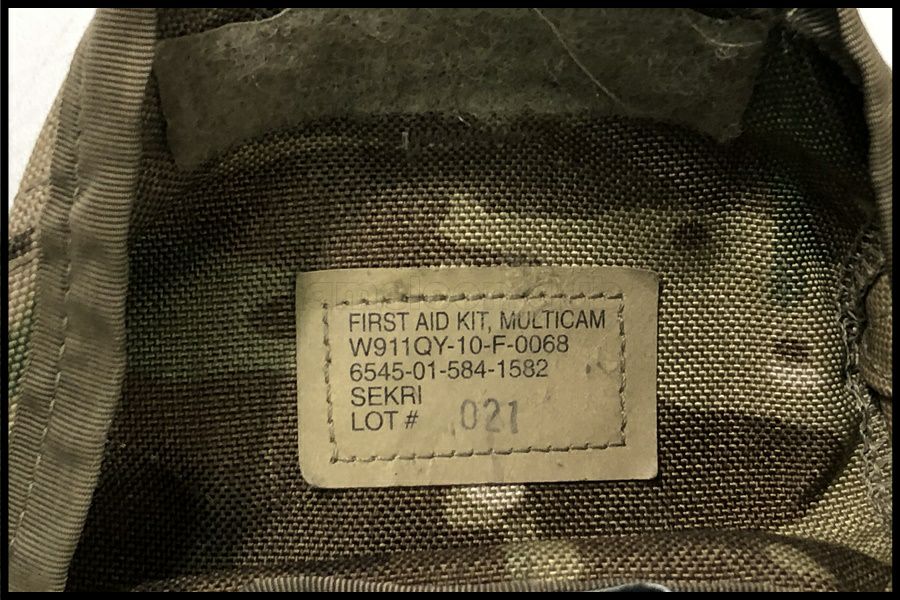 FIRST AID KIT, MULTICAM
W911QY-10-F-0068
6545-01-584-1582
SEKRI
LOT # 021